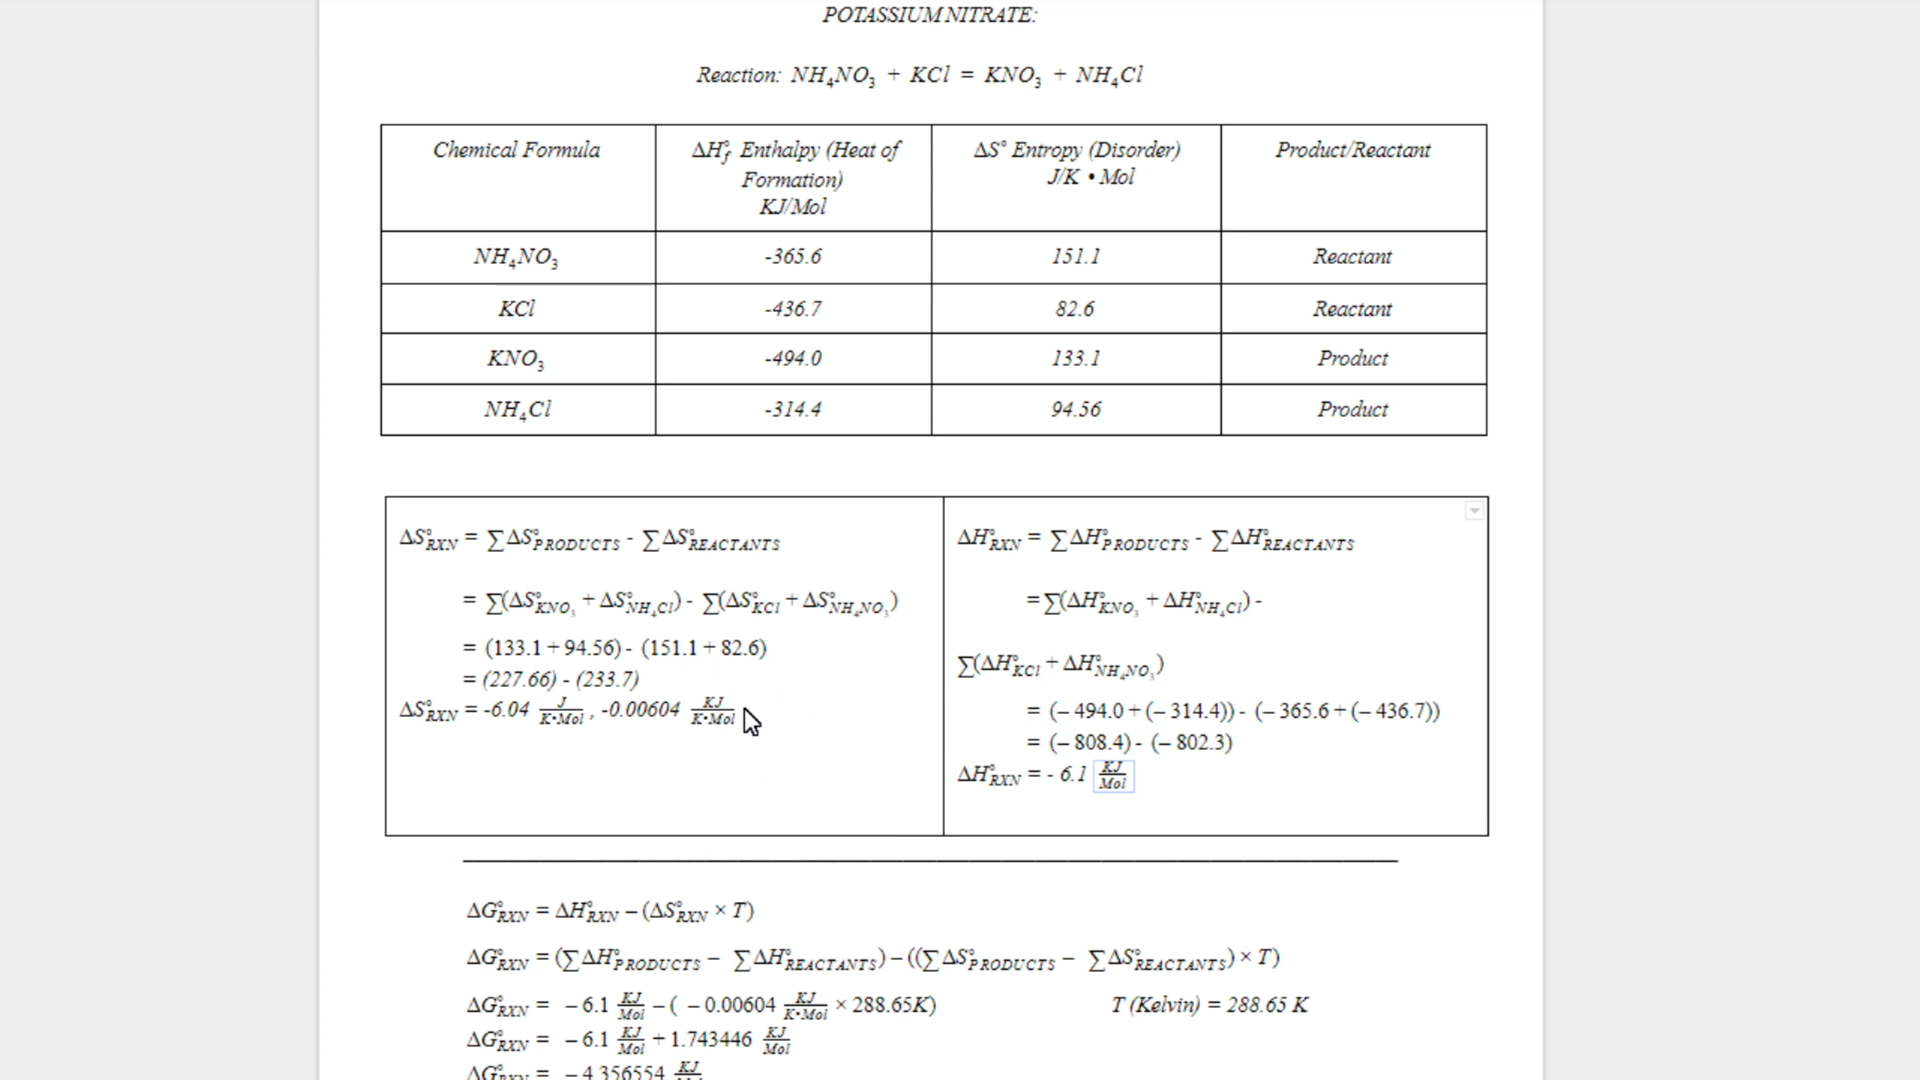 POTASSIUM NITRATE:
Reaction: NH₄NO₃ + KCl = KNO₃ + NH₄Cl
Chemical Formula
ΔH°f Enthalpy (Heat of
Formation)
KJ/Mol
ΔS° Entropy (Disorder)
J/K • Mol
Product/Reactant
NH₄NO₃ -365.6 151.1 Reactant
KCl -436.7 82.6 Reactant
KNO₃ -494.0 133.1 Product
NH₄Cl -314.4 94.56 Product
ΔS°RXN = ∑ΔS°PRODUCTS - ∑ΔS°REACTANTS
= ∑(ΔS°KNO₃ + ΔS°NH₄Cl) - ∑(ΔS°KCl + ΔS°NH₄NO₃)
= (133.1 + 94.56) - (151.1 + 82.6)
= (227.66) - (233.7)
ΔS°RXN = -6.04 J/K•Mol , -0.00604 KJ/K•Mol
ΔH°RXN = ∑ΔH°PRODUCTS - ∑ΔH°REACTANTS
=∑(ΔH°KNO₃ + ΔH°NH₄Cl) -
∑(ΔH°KCl + ΔH°NH₄NO₃)
= (– 494.0 + (– 314.4)) - (– 365.6 + (– 436.7))
= (– 808.4) - (– 802.3)
ΔH°RXN = - 6.1 KJ/Mol
ΔG°RXN = ΔH°RXN – (ΔS°RXN × T)
ΔG°RXN = (∑ΔH°PRODUCTS – ∑ΔH°REACTANTS) – ((∑ΔS°PRODUCTS – ∑ΔS°REACTANTS) × T)
ΔG°RXN = – 6.1 KJ/Mol – ( – 0.00604 KJ/K•Mol × 288.65K) T (Kelvin) = 288.65 K
ΔG°RXN = – 6.1 KJ/Mol + 1.743446 KJ/Mol
ΔG°RXN = – 4.356554 KJ